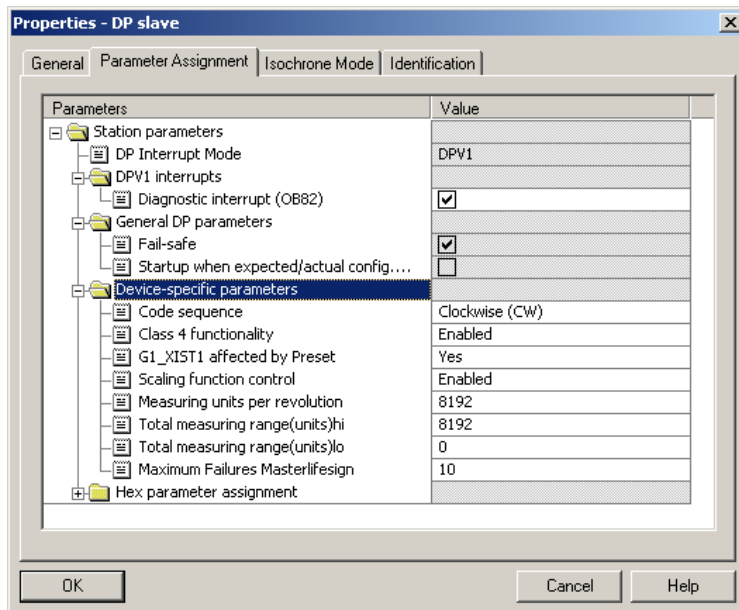 Properties - DP slave
General Parameter Assignment Isochrone Mode Identification
Parameters Value
Station parameters
DP Interrupt Mode DPV1
DPV1 interrupts
Diagnostic interrupt (OB82)
General DP parameters
Fail-safe
Startup when expected/actual config....
Device-specific parameters
Code sequence Clockwise (CW)
Class 4 functionality Enabled
G1_XIST1 affected by Preset Yes
Scaling function control Enabled
Measuring units per revolution 8192
Total measuring range(units)hi 8192
Total measuring range(units)lo 0
Maximum Failures Masterlifesign 10
Hex parameter assignment
OK Cancel Help